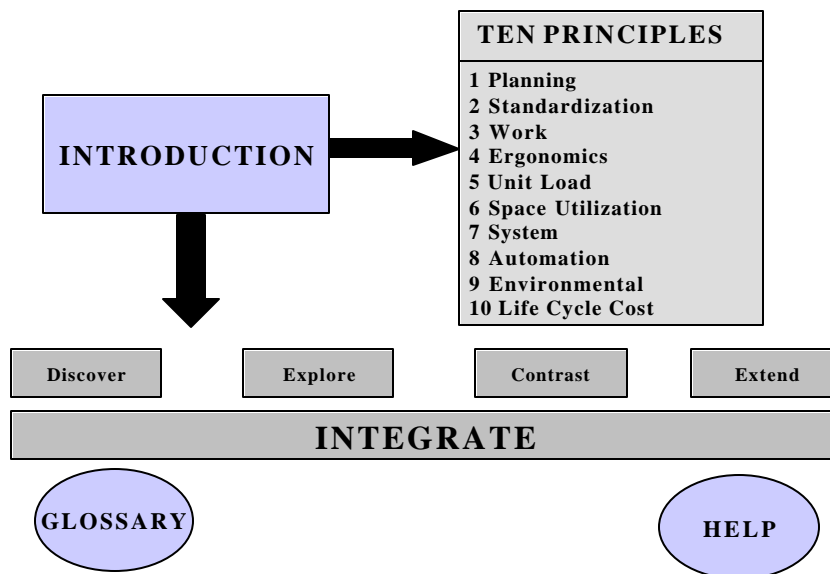 TEN PRINCIPLES
1 Planning
2 Standardization
3 Work
4 Ergonomics
5 Unit Load
6 Space Utilization
7 System
8 Automation
9 Environmental
10 Life Cycle Cost
INTRODUCTION
Discover
Explore
Contrast
Extend
INTEGRATE
GLOSSARY
HELP